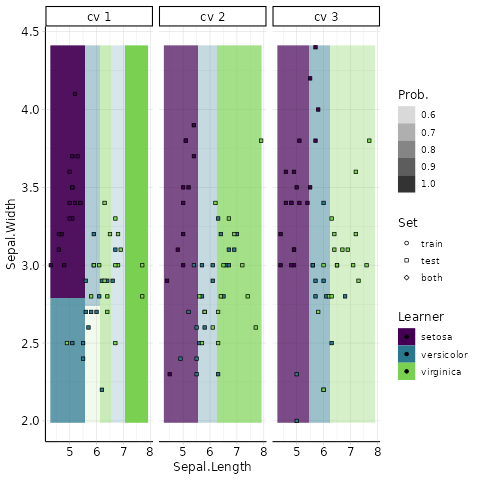 cv 1 cv 2 cv 3
4.5
4.0
3.5
3.0
2.5
2.0
Sepal.Width
5 6 7 8 5 6 7 8 5 6 7 8
Sepal.Length
Prob.
0.6
0.7
0.8
0.9
1.0
Set
train
test
both
Learner
setosa
versicolor
virginica